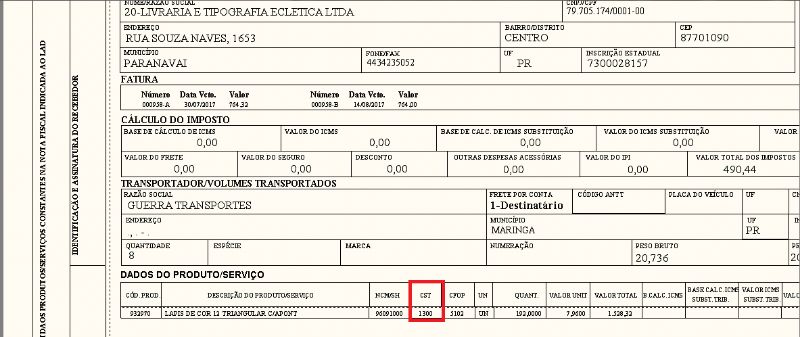 NOME/RAZÃO SOCIAL CNPJ/CPF
20-LIVRARIA E TIPOGRAFIA ECLETICA LTDA 79.705.174/0001-00
ENDEREÇO BAIRRO/DISTRITO CEP
RUA SOUZA NAVES, 1653 CENTRO 87701090
MUNICÍPIO FONE/FAX UF INSCRIÇÃO ESTADUAL
PARANAVAI 4434235052 PR 7300028157
FATURA
Número Data Vcto. Valor Número Data Vcto. Valor
000958-A 30/07/2017 764,32 000958-B 14/08/2017 764,00
CÁLCULO DO IMPOSTO
BASE DE CÁLCULO DE ICMS VALOR DO ICMS BASE DE CALC. DE ICMS SUBSTITUIÇÃO VALOR DO ICMS SUBSTITUIÇÃO VALOR
0,00 0,00 0,00 0,00
VALOR DO FRETE VALOR DO SEGURO DESCONTO OUTRAS DESPESAS ACESSÓRIAS VALOR DO IPI VALOR TOTAL DOS IMPOSTOS
0,00 0,00 0,00 0,00 0,00 490,44
TRANSPORTADOR/VOLUMES TRANSPORTADOS
RAZÃO SOCIAL FRETE POR CONTA CÓDIGO ANTT PLACA DO VEÍCULO UF
GUERRA TRANSPORTES 1-Destinatário
ENDEREÇO MUNICÍPIO UF
., - . MARINGA PR
QUANTIDADE ESPÉCIE MARCA NUMERAÇÃO PESO BRUTO
8 20,736
DADOS DO PRODUTO/SERVIÇO
CÓD. PROD. DESCRIÇÃO DO PRODUTO/SERVIÇO NCM/SH CST CFOP UN QUANT. VALOR UNIT VALOR TOTAL B.CALC.ICMS BASE CALC.ICMS SUBST.TRIB. VALOR ICMS SUBST. TRIB.
932970 LAPIS DE COR 12 TRIANGULAR C/APONT 96091000 1300 5102 UN 192,0000 7,9600 1.528,32
IDENTIFICAÇÃO E ASSINATURA DO RECEBEDOR
DAOS PRODUTOS/SERVIÇOS CONSTANTES NA NOTA FISCAL INDICADA AO LAD